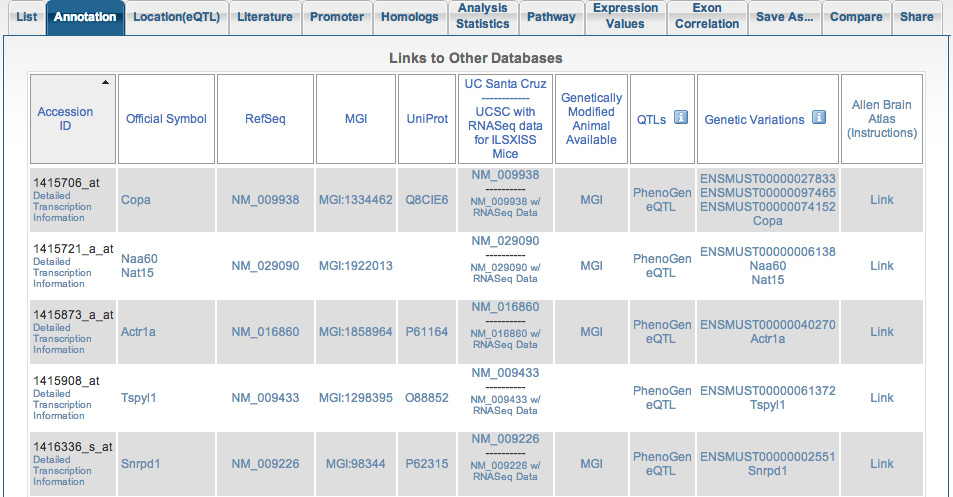 List
Annotation
Location(eQTL)
Literature
Promoter
Homologs
Analysis
Statistics
Pathway
Expression
Values
Exon
Correlation
Save As...
Compare
Share
Links to Other Databases
Accession
ID
Official Symbol
RefSeq
MGI
UniProt
UC Santa Cruz
------------
UCSC with
RNASeq data
for ILSXISS
Mice
Genetically
Modified
Animal
Available
QTLs i
Genetic Variations i
Allen Brain
Atlas
(Instructions)
1415706_at
Detailed
Transcription
Information
Copa
NM_009938
MGI:1334462
Q8CIE6
NM_009938
----------
NM_009938 w/
RNASeq Data
MGI
PhenoGen
eQTL
ENSMUST00000027833
ENSMUST00000097465
ENSMUST00000074152
Copa
Link
1415721_a_at
Detailed
Transcription
Information
Naa60
Nat15
NM_029090
MGI:1922013
NM_029090
----------
NM_029090 w/
RNASeq Data
MGI
PhenoGen
eQTL
ENSMUST00000006138
Naa60
Nat15
Link
1415873_a_at
Detailed
Transcription
Information
Actr1a
NM_016860
MGI:1858964
P61164
NM_016860
----------
NM_016860 w/
RNASeq Data
MGI
PhenoGen
eQTL
ENSMUST00000040270
Actr1a
Link
1415908_at
Detailed
Transcription
Information
Tspyl1
NM_009433
MGI:1298395
O88852
NM_009433
----------
NM_009433 w/
RNASeq Data
PhenoGen
eQTL
ENSMUST00000061372
Tspyl1
Link
1416336_s_at
Detailed
Transcription
Information
Snrpd1
NM_009226
MGI:98344
P62315
NM_009226
----------
NM_009226 w/
RNASeq Data
MGI
PhenoGen
eQTL
ENSMUST00000002551
Snrpd1
Link